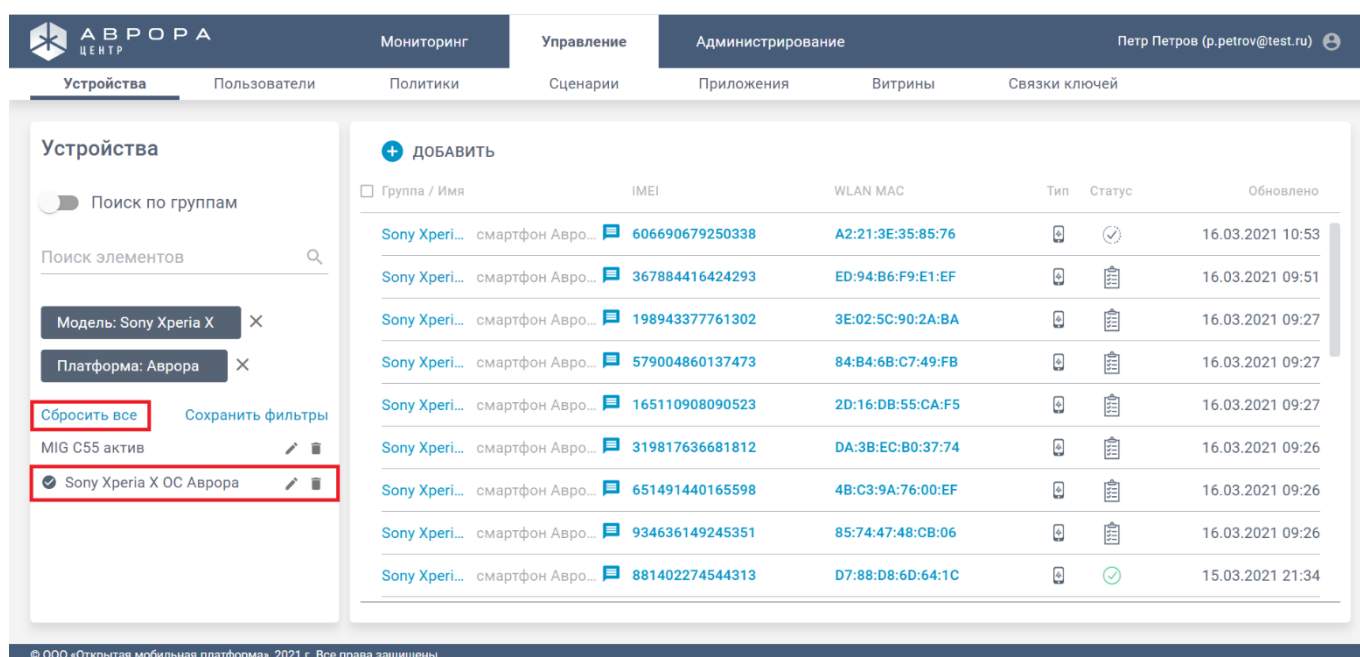 АВРОРА
ЦЕНТР
Мониторинг Управление Администрирование Петр Петров (p.petrov@test.ru)
Устройства Пользователи Политики Сценарии Приложения Витрины Связки ключей
Устройства
Поиск по группам
Поиск элементов
Модель: Sony Xperia X
Платформа: Аврора
Сбросить все Сохранить фильтры
MIG C55 актив
Sony Xperia X ОС Аврора
ДОБАВИТЬ
Группа / Имя IMEI WLAN MAC Тип Статус Обновлено
Sony Xperi... смартфон Авро... 606690679250338 A2:21:3E:35:85:76 16.03.2021 10:53
Sony Xperi... смартфон Авро... 367884416424293 ED:94:B6:F9:E1:EF 16.03.2021 09:51
Sony Xperi... смартфон Авро... 198943377761302 3E:02:5C:90:2A:BA 16.03.2021 09:27
Sony Xperi... смартфон Авро... 579004860137473 84:B4:6B:C7:49:FB 16.03.2021 09:27
Sony Xperi... смартфон Авро... 165110908090523 2D:16:DB:55:CA:F5 16.03.2021 09:27
Sony Xperi... смартфон Авро... 319817636681812 DA:3B:EC:B0:37:74 16.03.2021 09:26
Sony Xperi... смартфон Авро... 651491440165598 4B:C3:9A:76:00:EF 16.03.2021 09:26
Sony Xperi... смартфон Авро... 934636149245351 85:74:47:48:CB:06 16.03.2021 09:26
Sony Xperi... смартфон Авро... 881402274544313 D7:88:D8:6D:64:1C 15.03.2021 21:34
© ООО «Открытая мобильная платформа», 2021 г. Все права защищены